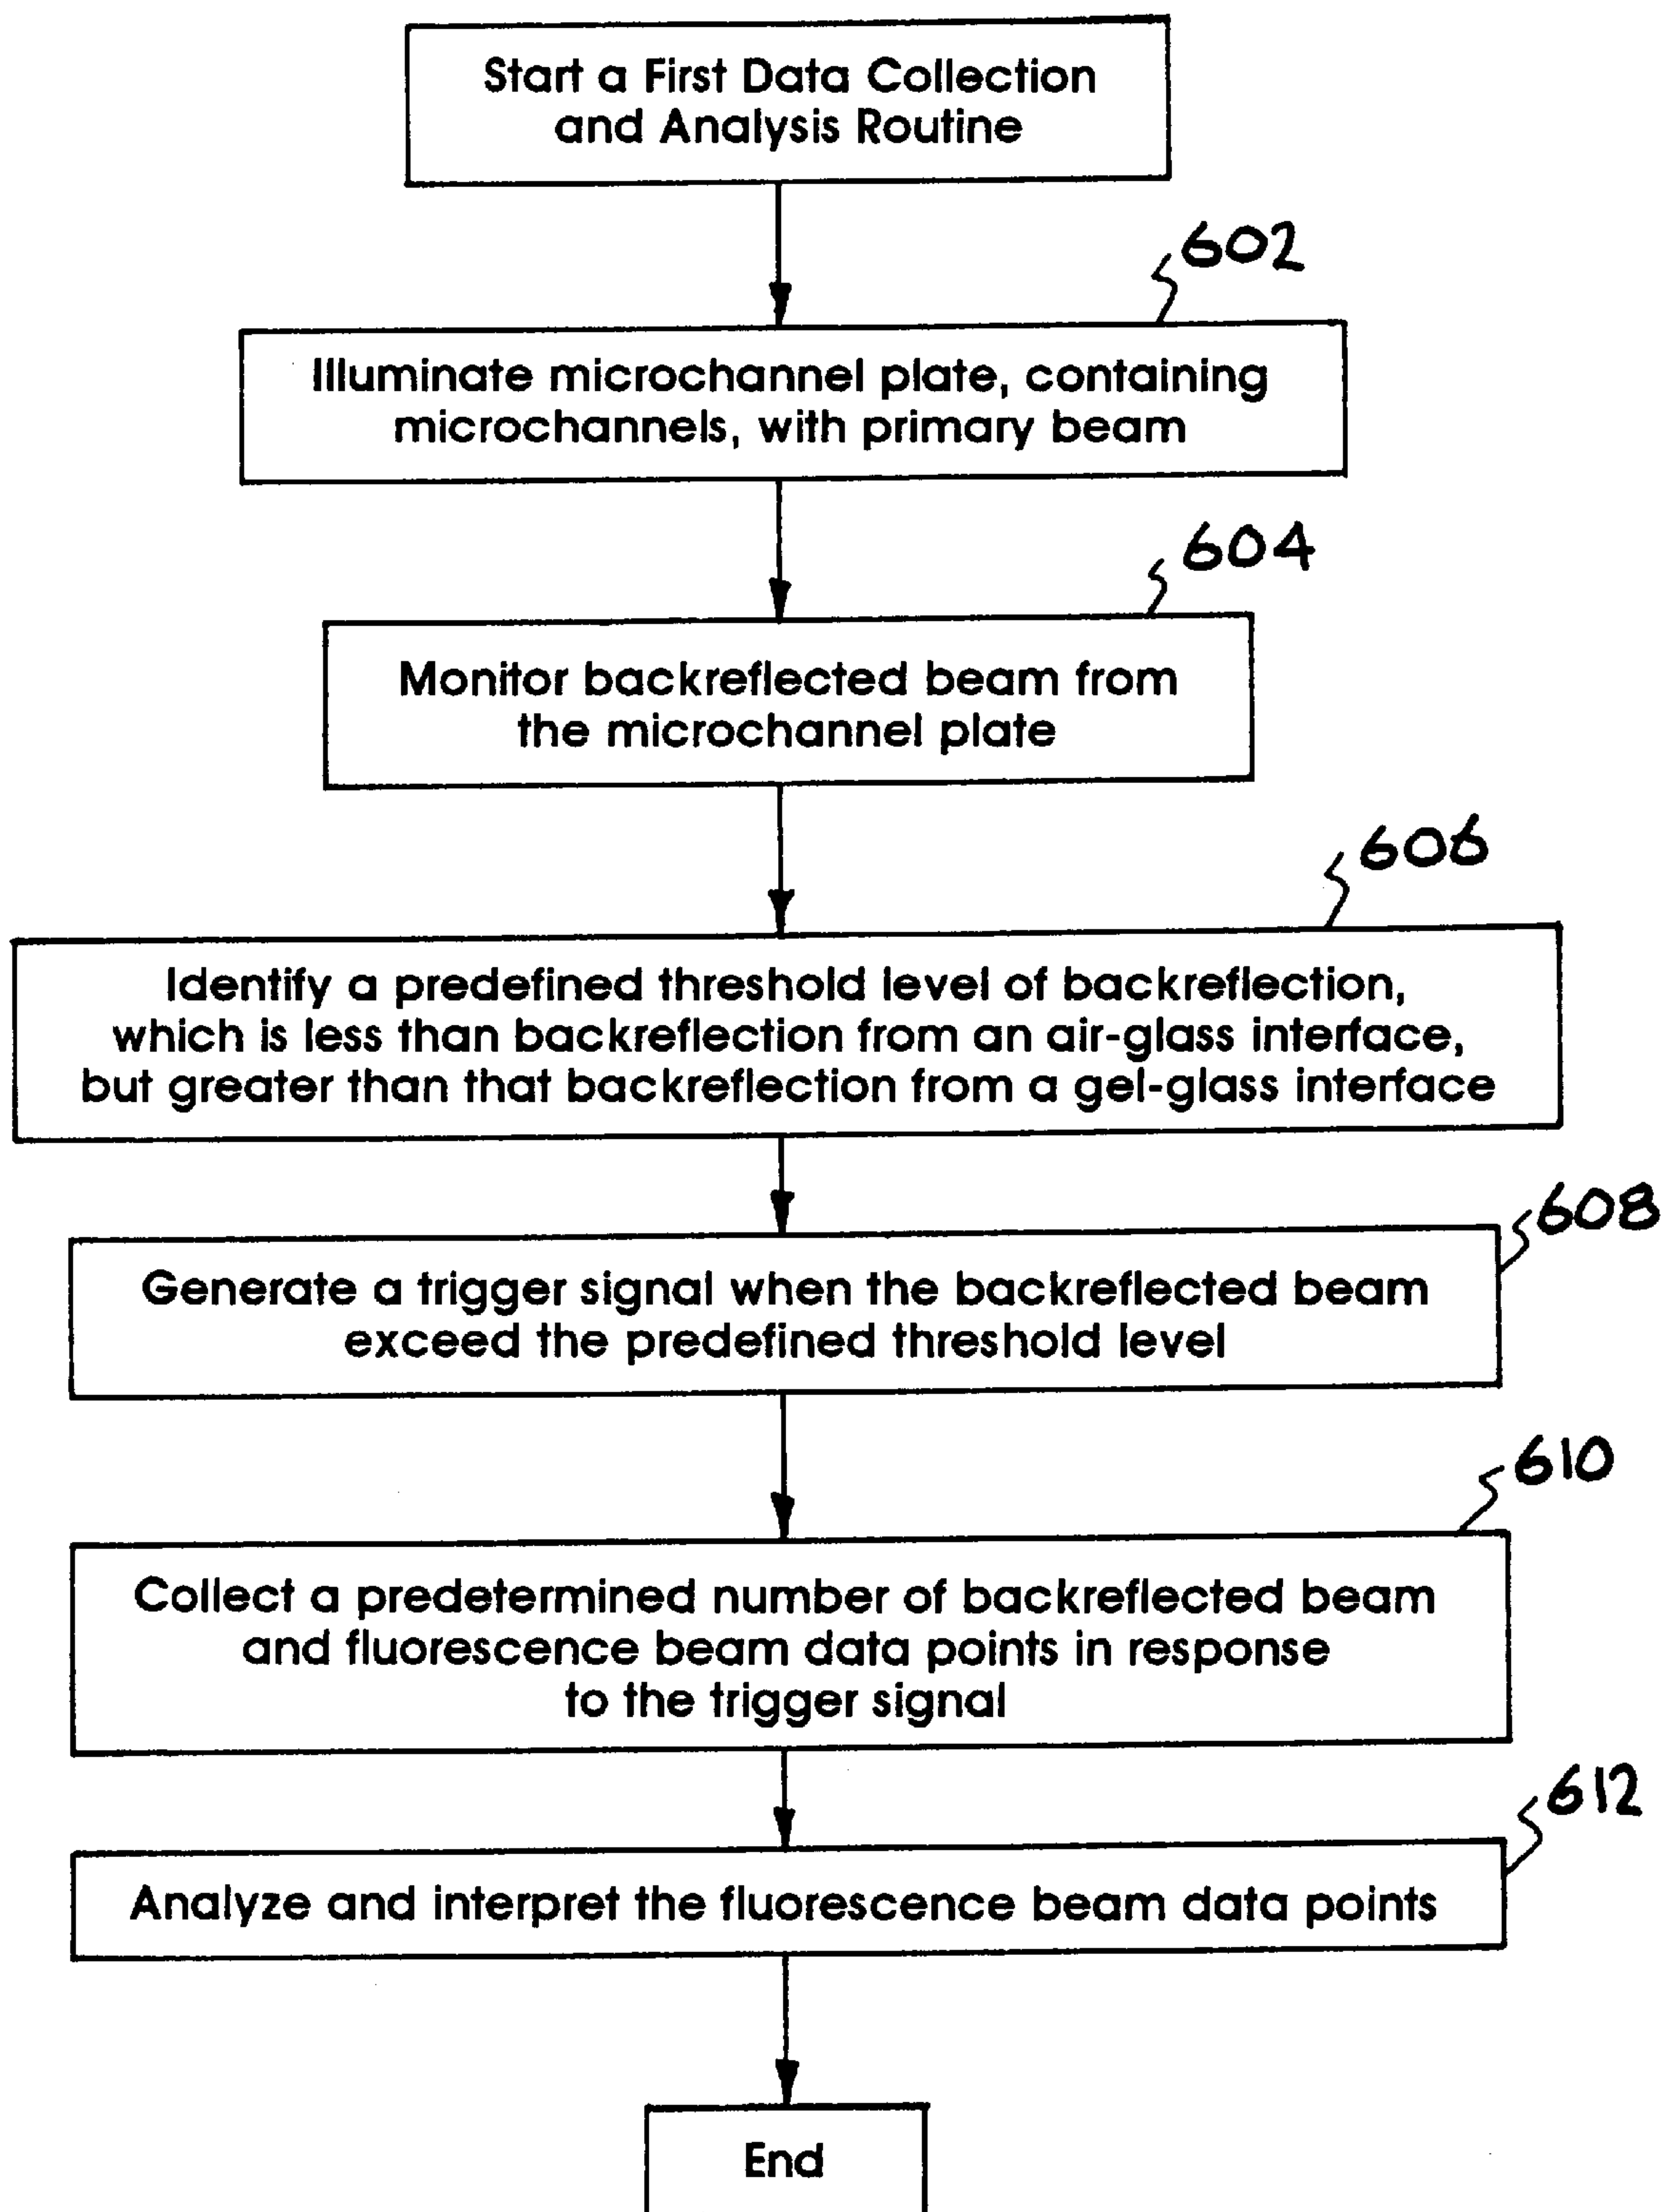 Start a First Data Collection
and Analysis Routine
602
Illuminate microchannel plate, containing
microchannels, with primary beam
604
Monitor backreflected beam from
the microchannel plate
606
Identify a predefined threshold level of backreflection,
which is less than backreflection from an air-glass interface,
but greater than that backreflection from a gel-glass interface
608
Generate a trigger signal when the backreflected beam
exceed the predefined threshold level
610
Collect a predetermined number of backreflected beam
and fluorescence beam data points in response
to the trigger signal
612
Analyze and interpret the fluorescence beam data points
End